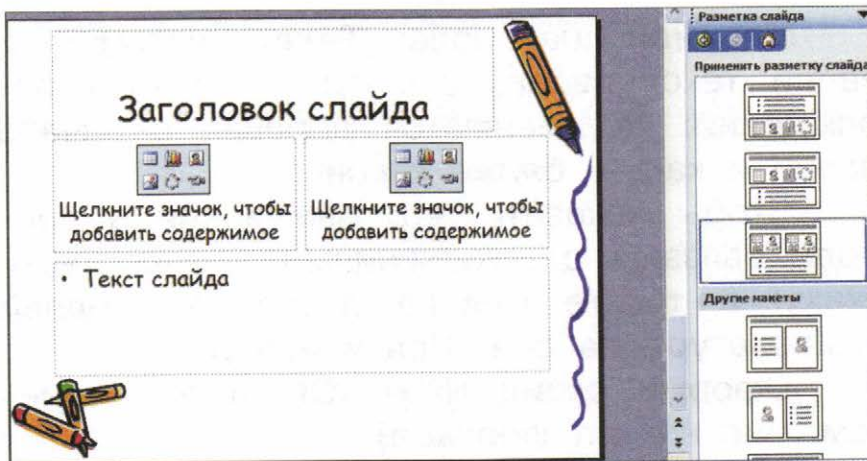 Заголовок слайда
Щелкните значок, чтобы
добавить содержимое
Щелкните значок, чтобы
добавить содержимое
• Текст слайда
Разметка слайда
Применить разметку слайда
Другие макеты